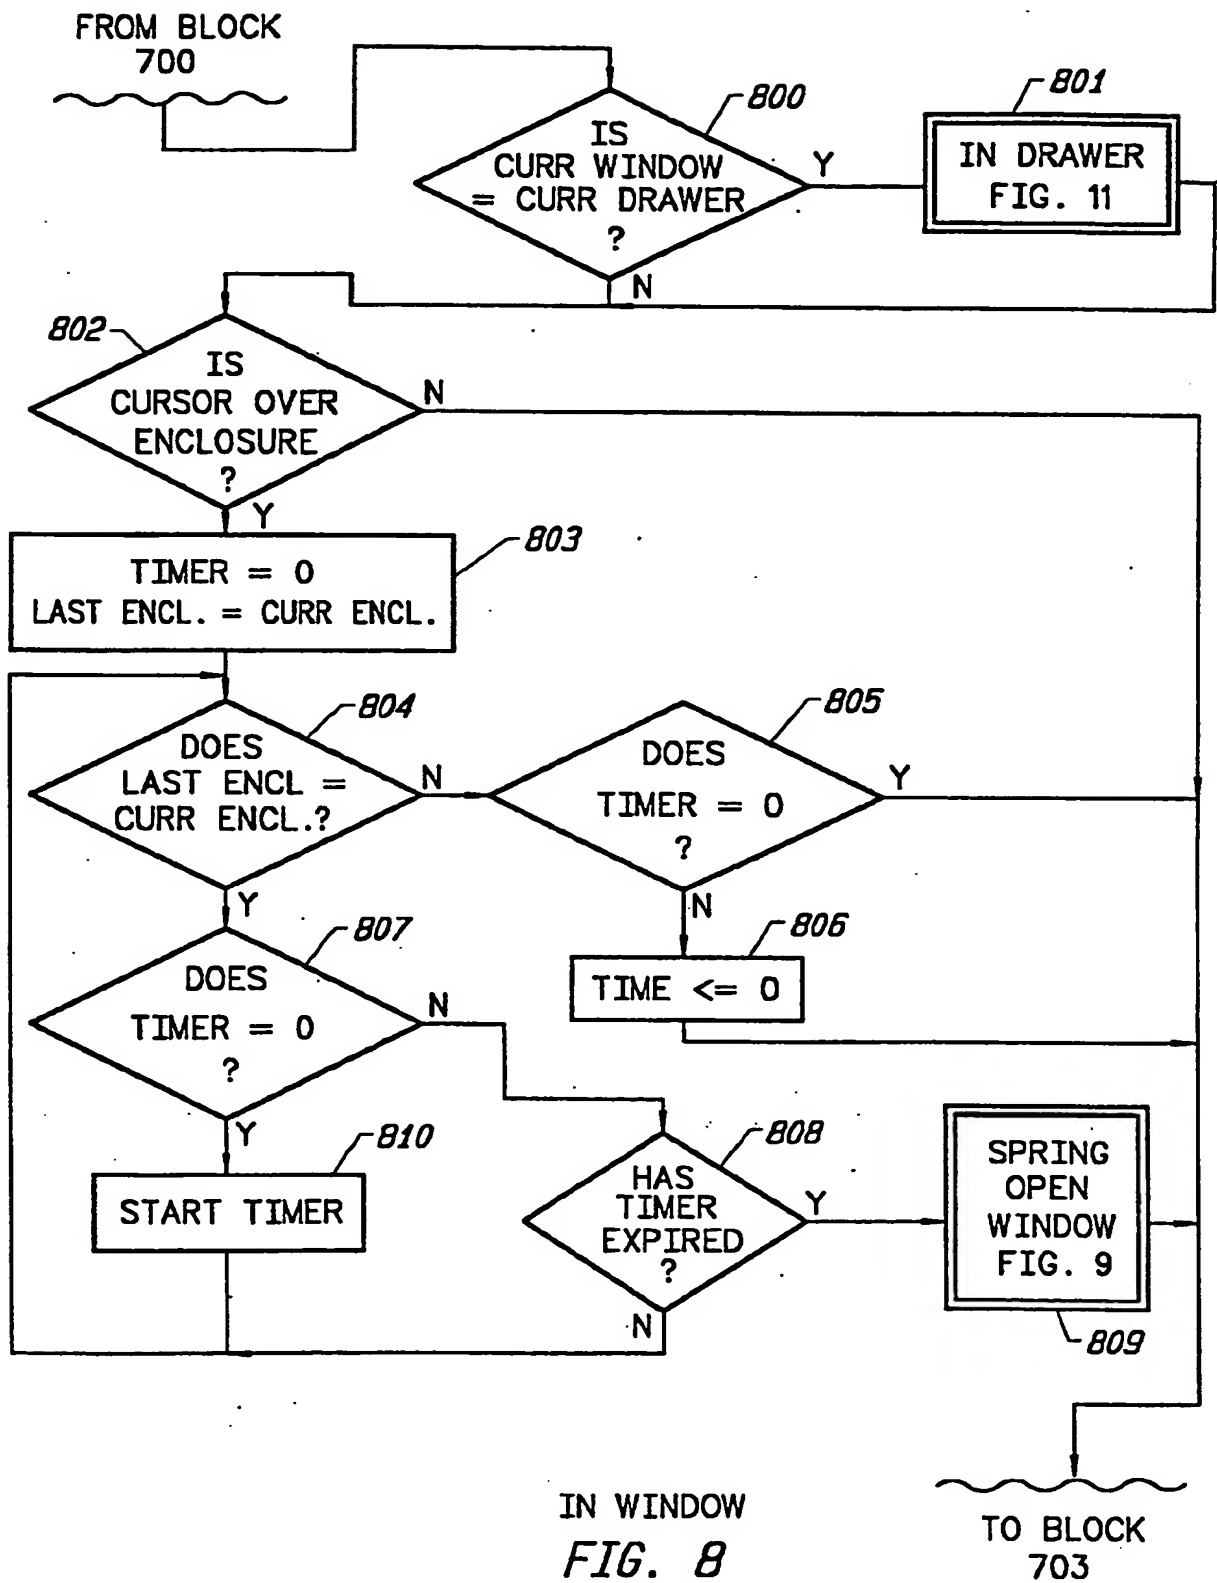 FROM BLOCK
700
800
IS
CURR WINDOW
= CURR DRAWER
?
Y
N
801
IN DRAWER
FIG. 11
802
IS
CURSOR OVER
ENCLOSURE
?
N
Y
803
TIMER = 0
LAST ENCL. = CURR ENCL.
804
DOES
LAST ENCL =
CURR ENCL.?
N
Y
805
DOES
TIMER = 0
?
Y
N
806
TIME <= 0
807
DOES
TIMER = 0
?
N
Y
810
START TIMER
808
HAS
TIMER
EXPIRED
?
Y
N
SPRING
OPEN
WINDOW
FIG. 9
809
IN WINDOW
FIG. 8
TO BLOCK
703